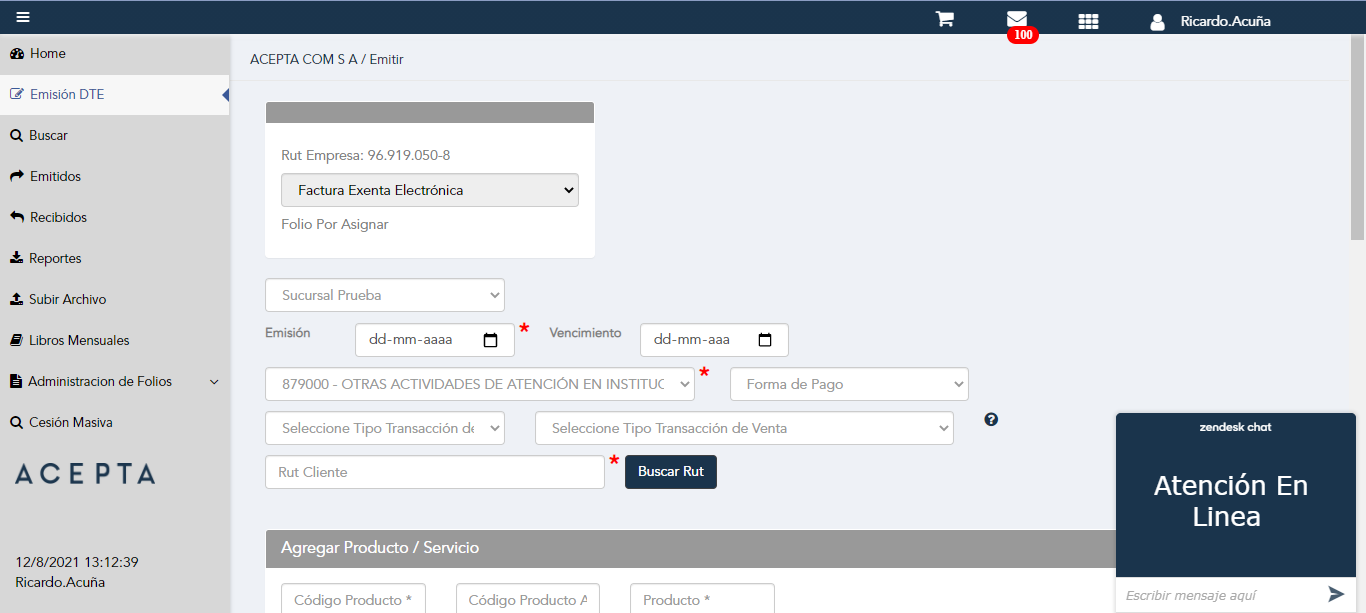 100
Ricardo.Acuña
Home
Emisión DTE
Buscar
Emitidos
Recibidos
Reportes
Subir Archivo
Libros Mensuales
Administracion de Folios
Cesión Masiva
ACEPTA
12/8/2021 13:12:39
Ricardo.Acuña
ACEPTA COM S A / Emitir
Rut Empresa: 96.919.050-8
Factura Exenta Electrónica
Folio Por Asignar
Sucursal Prueba
Emisión dd-mm-aaaa * Vencimiento dd-mm-aaa
879000 - OTRAS ACTIVIDADES DE ATENCIÓN EN INSTITUC * Forma de Pago
Seleccione Tipo Transacción de Seleccione Tipo Transacción de Venta ?
Rut Cliente * Buscar Rut
Agregar Producto / Servicio
Código Producto * Código Producto A Producto *
zendesk chat
Atención En
Linea
Escribir mensaje aquí